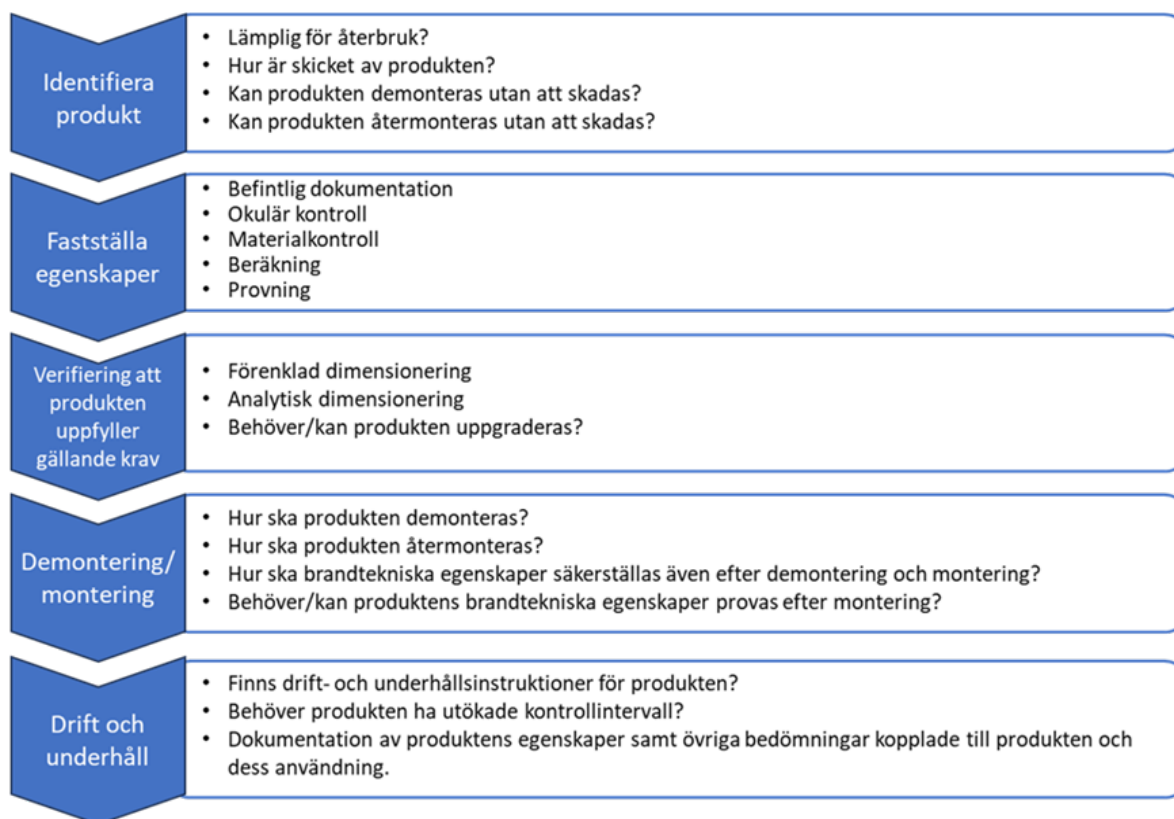 Identifiera
produkt
• Lämplig för återbruk?
• Hur är skicket av produkten?
• Kan produkten demonteras utan att skadas?
• Kan produkten återmonteras utan att skadas?
Fastställa
egenskaper
• Befintlig dokumentation
• Okulär kontroll
• Materialkontroll
• Beräkning
• Provning
Verifiering att
produkten
uppfyller
gällande krav
• Förenklad dimensionering
• Analytisk dimensionering
• Behöver/kan produkten uppgraderas?
Demontering/
montering
• Hur ska produkten demonteras?
• Hur ska produkten återmonteras?
• Hur ska brandtekniska egenskaper säkerställas även efter demontering och montering?
• Behöver/kan produktens brandtekniska egenskaper provas efter montering?
Drift och
underhåll
• Finns drift- och underhållsinstruktioner för produkten?
• Behöver produkten ha utökade kontrollintervall?
• Dokumentation av produktens egenskaper samt övriga bedömningar kopplade till produkten och
dess användning.